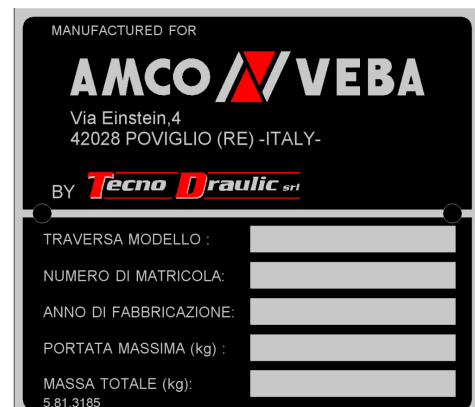 MANUFACTURED FOR
AMCO VEBA
Via Einstein,4
42028 POVIGLIO (RE) -ITALY-
BY Tecno Draulic srl
TRAVERSA MODELLO :
NUMERO DI MATRICOLA:
ANNO DI FABBRICAZIONE:
PORTATA MASSIMA (kg) :
MASSA TOTALE (kg):
5.81.3185